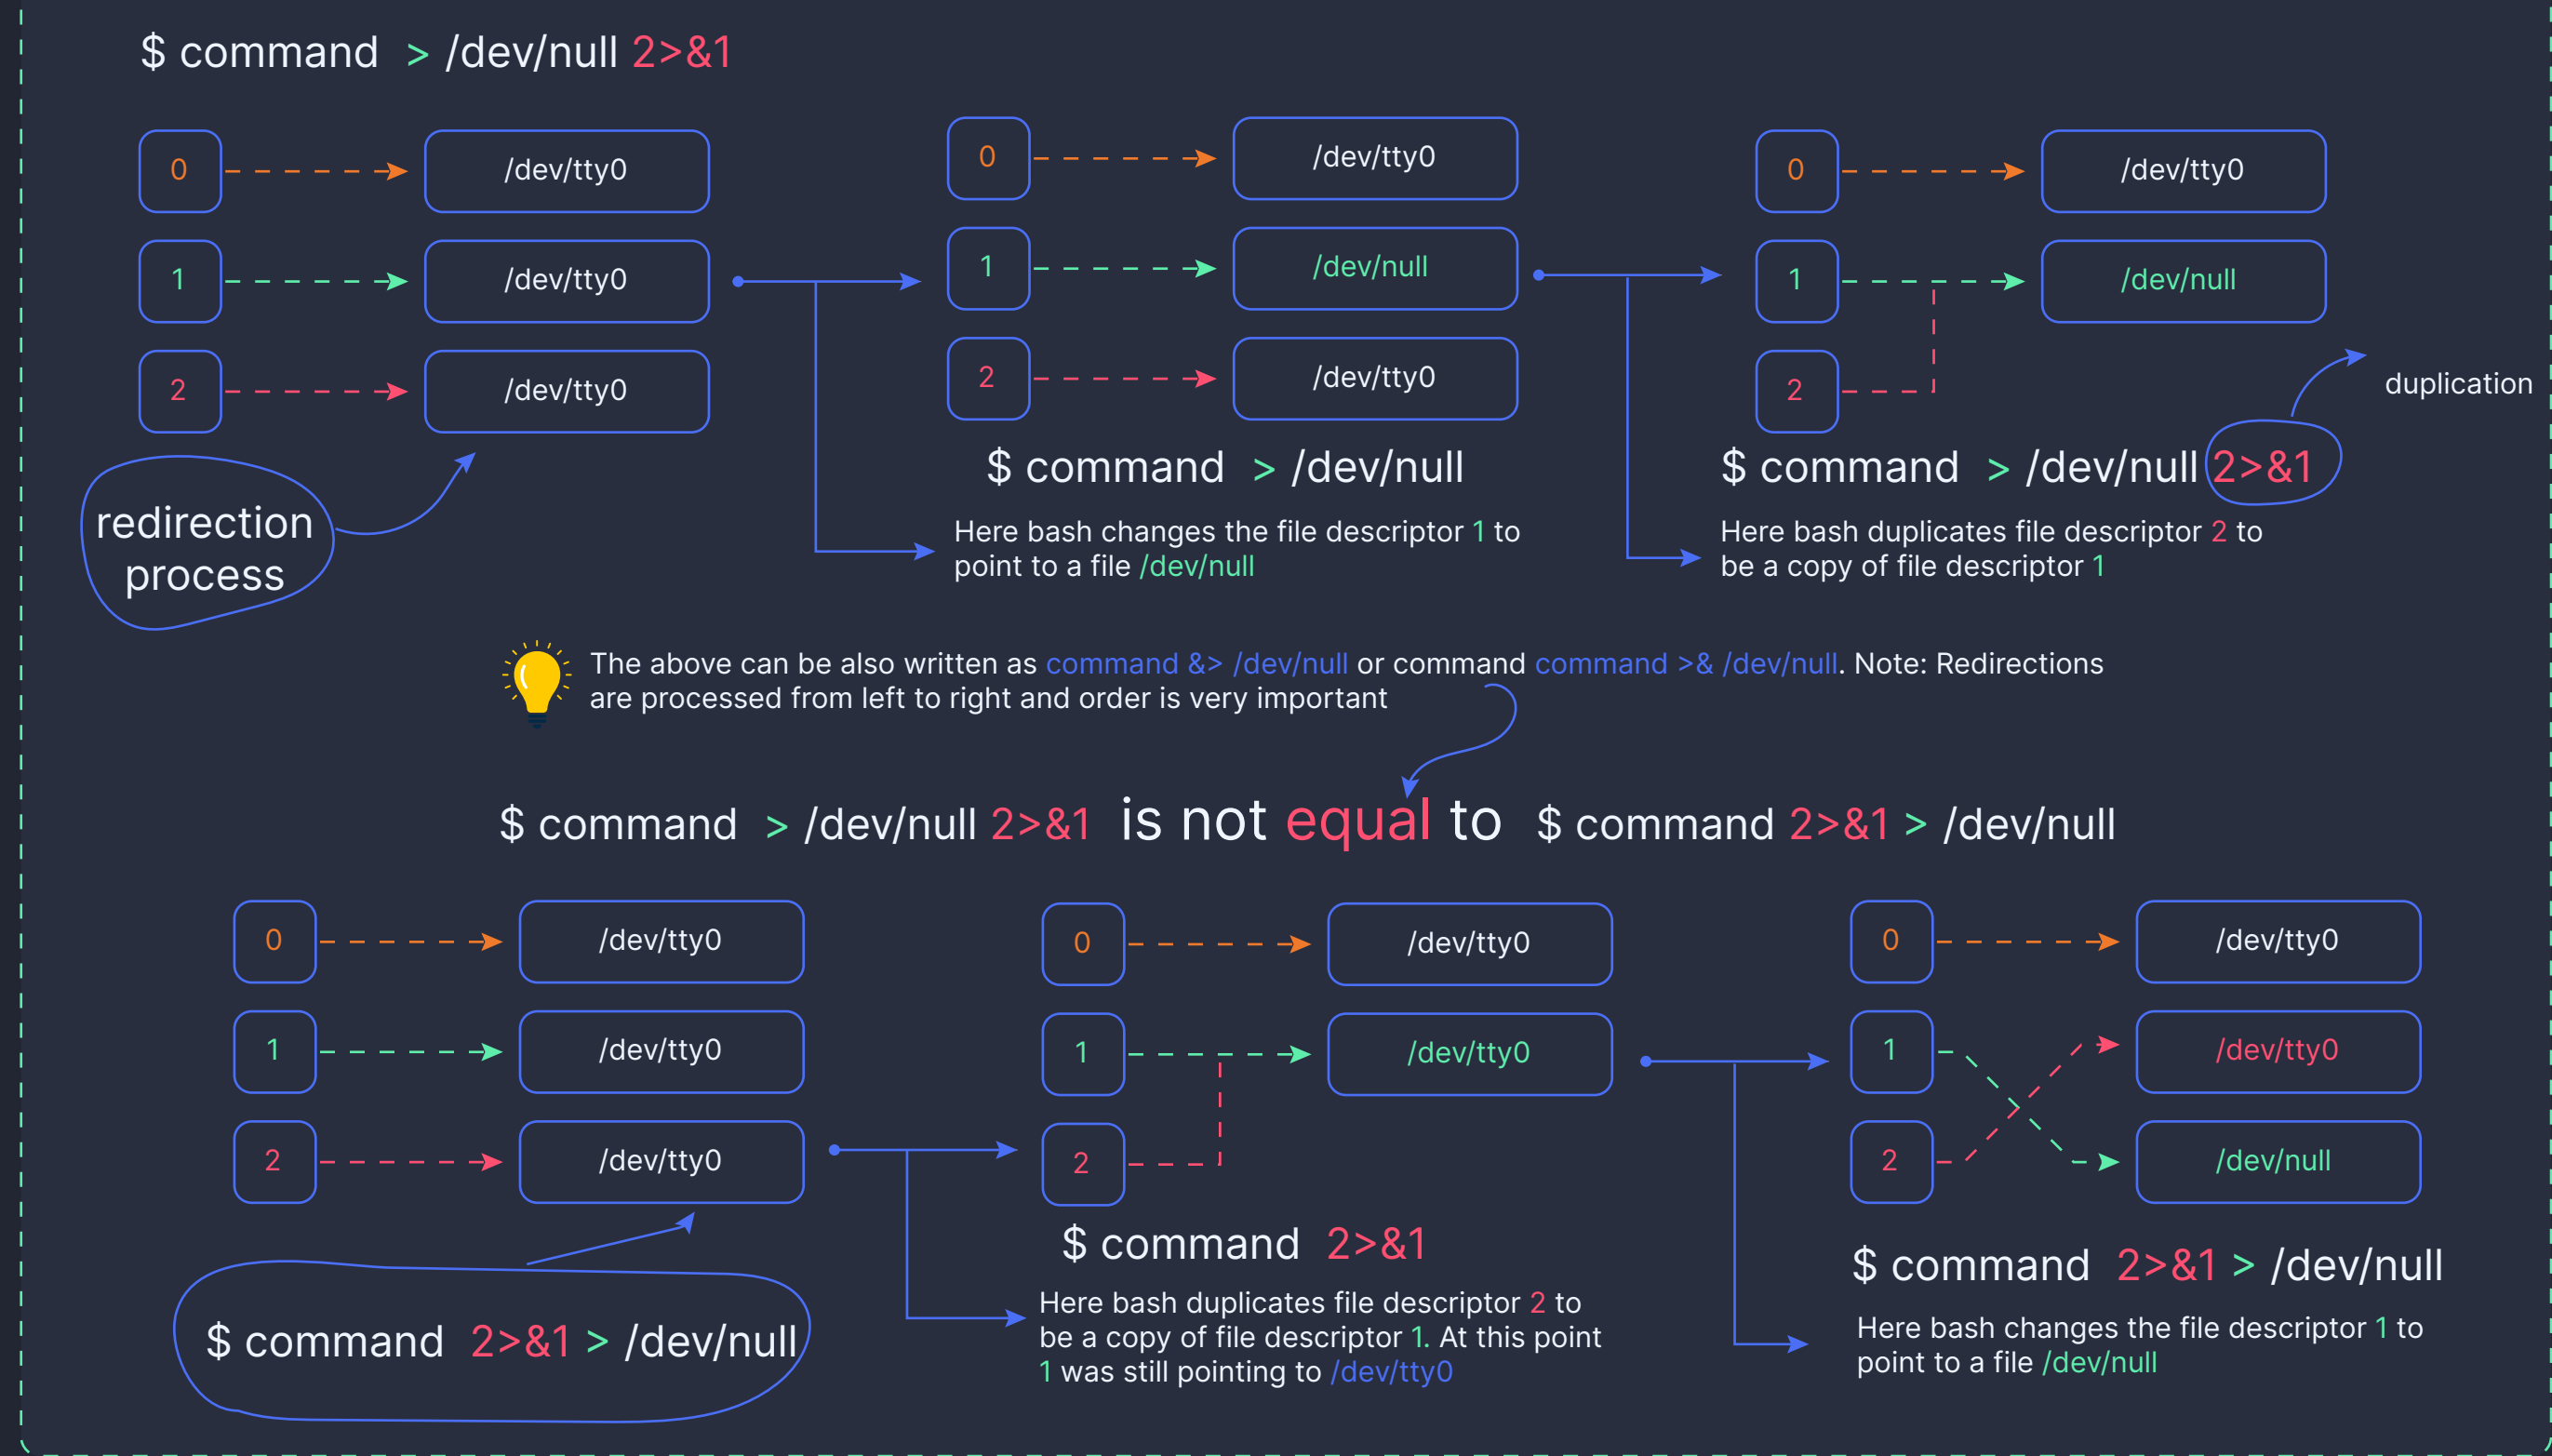 $ command > /dev/null 2>&1
0 /dev/tty0
1 /dev/tty0
2 /dev/tty0
redirection
process
0 /dev/tty0
1 /dev/null
2 /dev/tty0
$ command > /dev/null
Here bash changes the file descriptor 1 to
point to a file /dev/null
0 /dev/tty0
1 /dev/null
2
duplication
$ command > /dev/null 2>&1
Here bash duplicates file descriptor 2 to
be a copy of file descriptor 1
The above can be also written as command &> /dev/null or command command >& /dev/null. Note: Redirections
are processed from left to right and order is very important
$ command > /dev/null 2>&1 is not equal to $ command 2>&1 > /dev/null
0 /dev/tty0
1 /dev/tty0
2 /dev/tty0
$ command 2>&1 > /dev/null
0 /dev/tty0
1 /dev/tty0
2
$ command 2>&1
Here bash duplicates file descriptor 2 to
be a copy of file descriptor 1. At this point
1 was still pointing to /dev/tty0
0 /dev/tty0
1 /dev/tty0
2 /dev/null
$ command 2>&1 > /dev/null
Here bash changes the file descriptor 1 to
point to a file /dev/null